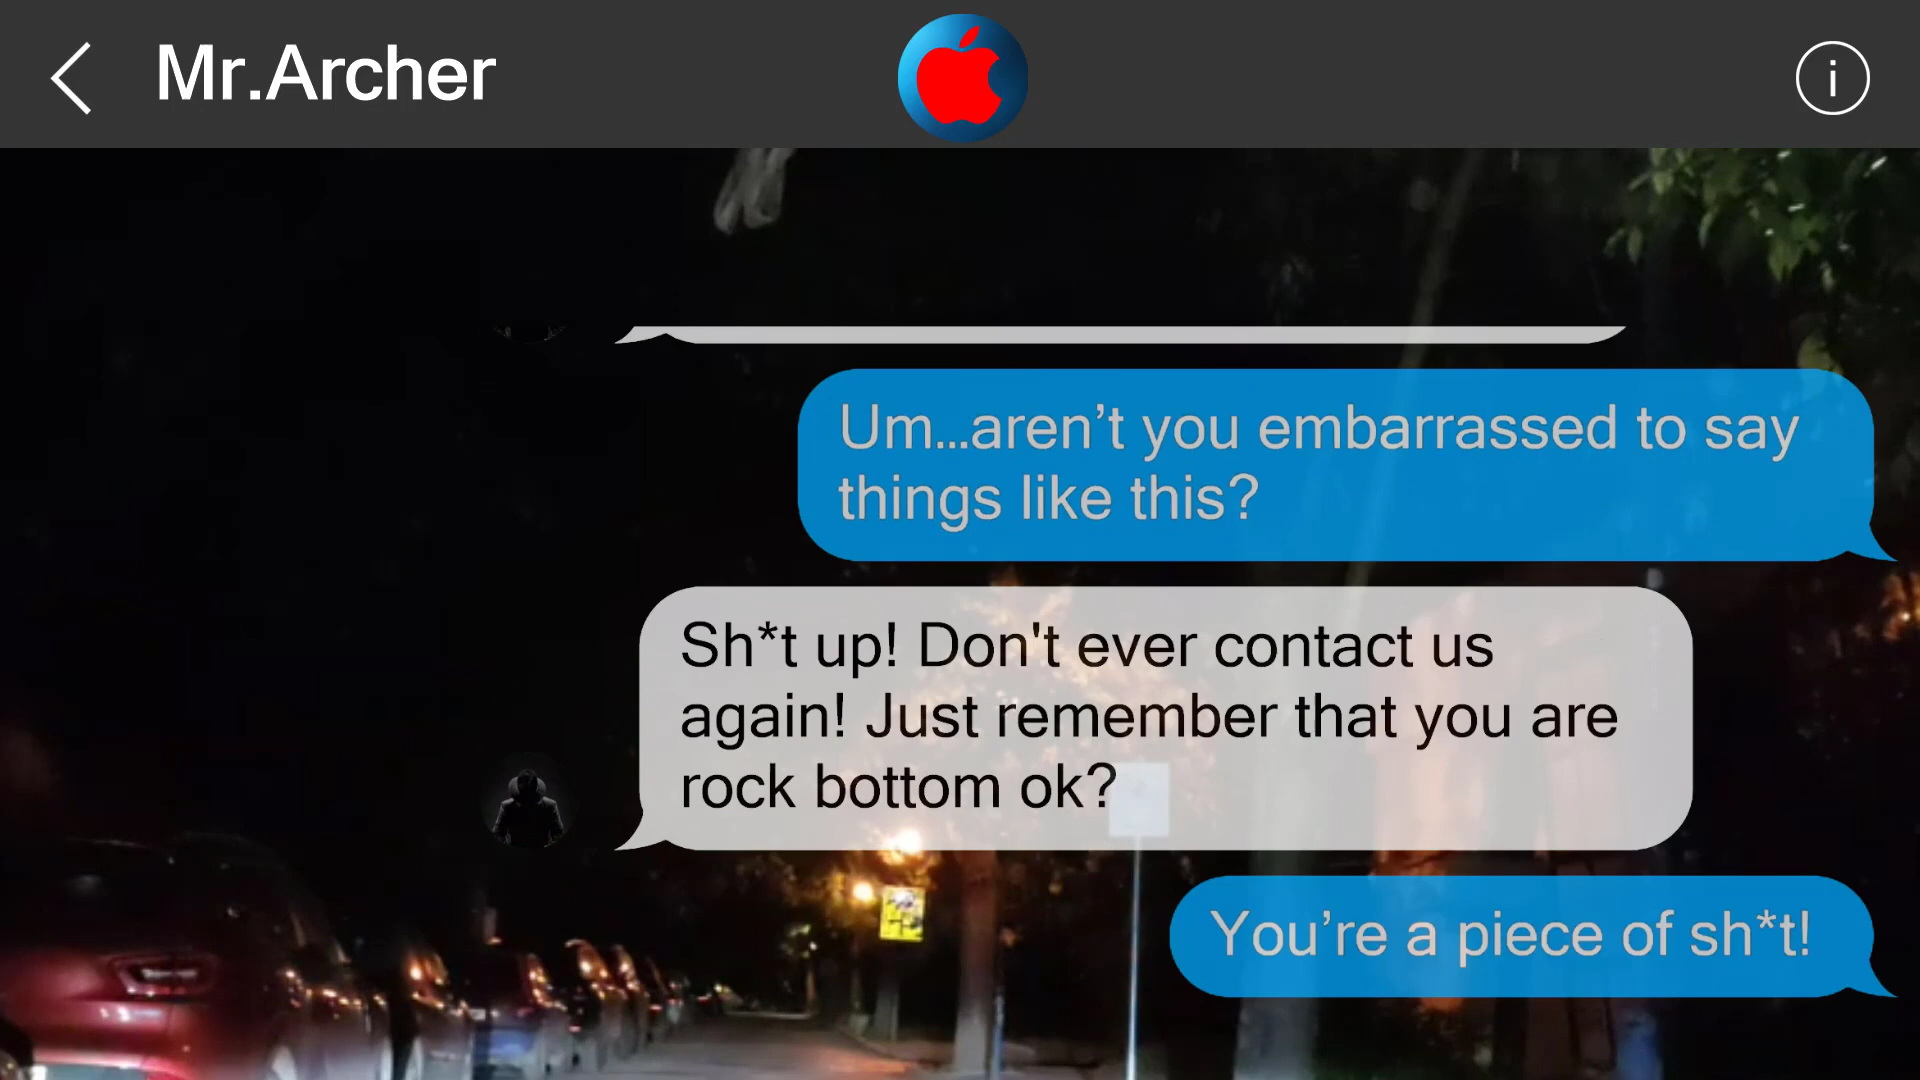 Mr.Archer
Um...aren’t you embarrassed to say
things like this?
Sh*t up! Don't ever contact us
again! Just remember that you are
rock bottom ok?
You’re a piece of sh*t!